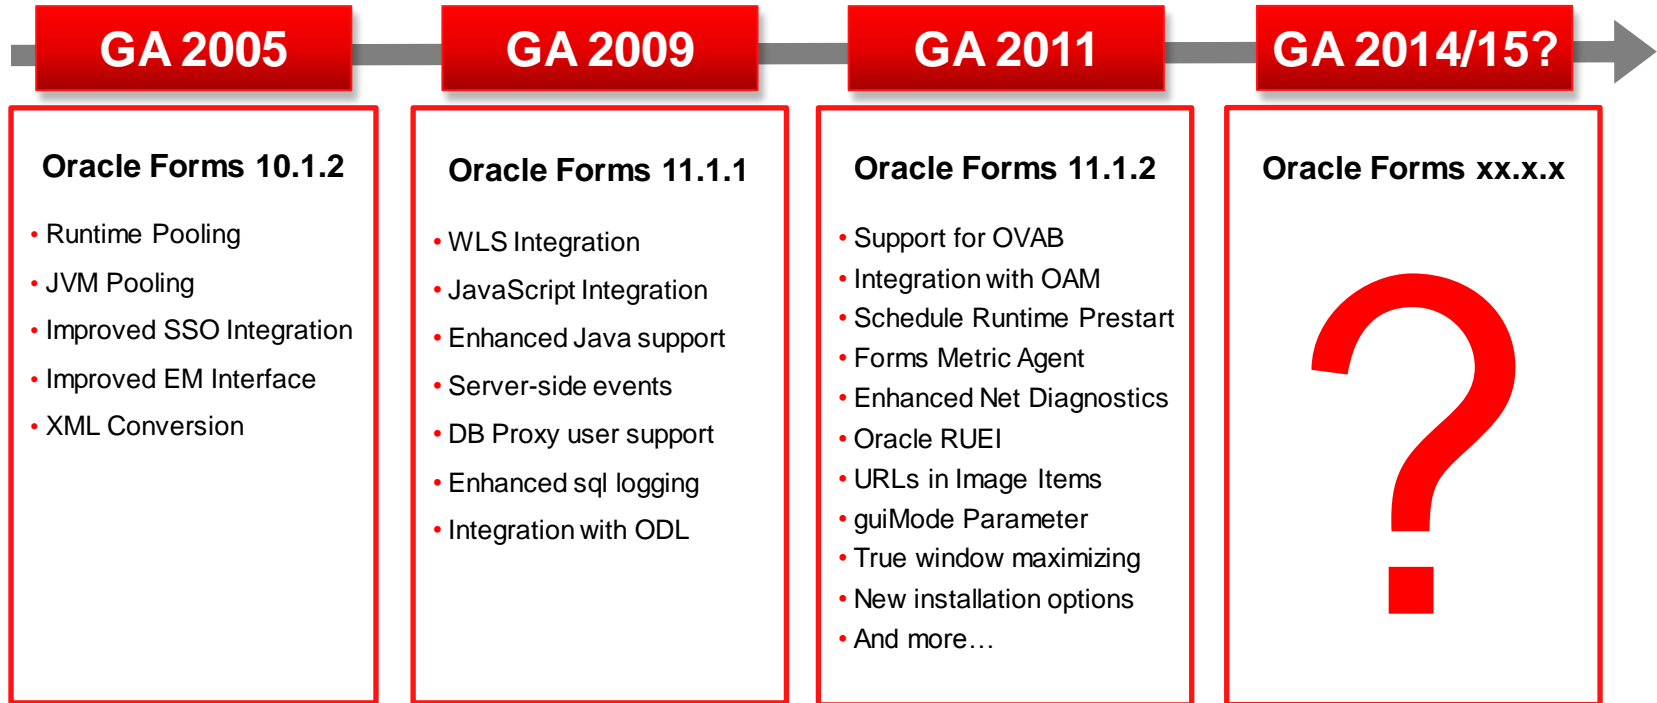 GA 2005
GA 2009
GA 2011
GA 2014/15?
Oracle Forms 10.1.2
• Runtime Pooling
• JVM Pooling
• Improved SSO Integration
• Improved EM Interface
• XML Conversion
Oracle Forms 11.1.1
• WLS Integration
• JavaScript Integration
• Enhanced Java support
• Server-side events
• DB Proxy user support
• Enhanced sql logging
• Integration with ODL
Oracle Forms 11.1.2
• Support for OVAB
• Integration with OAM
• Schedule Runtime Prestart
• Forms Metric Agent
• Enhanced Net Diagnostics
• Oracle RUEI
• URLs in Image Items
• guiMode Parameter
• True window maximizing
• New installation options
• And more…
Oracle Forms xx.x.x
?